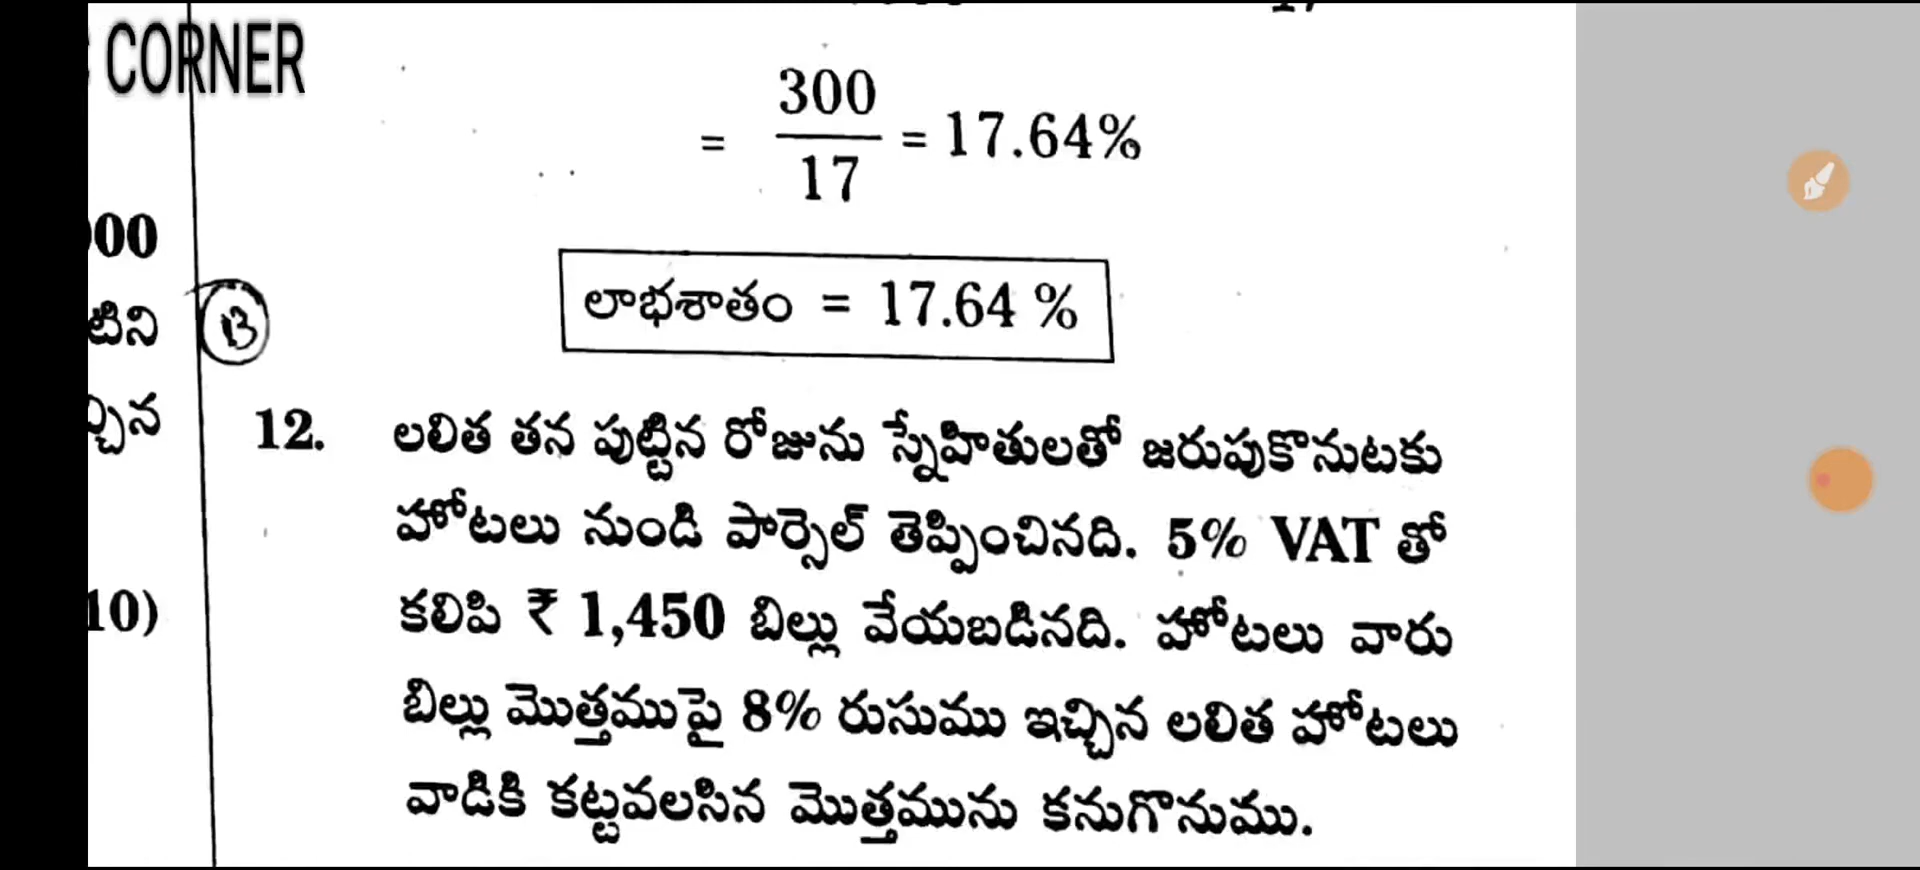 CORNER
= 300/17 = 17.64%
00
లాభశాతం = 17.64 %
టిని
13
చ్చిన
12. లలిత తన పుట్టిన రోజును స్నేహితులతో జరుపుకొనుటకు
హోటలు నుండి పార్సెల్ తెప్పించినది. 5% VAT తో
10)
కలిపి ₹ 1,450 బిల్లు వేయబడినది. హోటలు వారు
బిల్లు మొత్తముపై 8% రుసుము ఇచ్చిన లలిత హోటలు
వాడికి కట్టవలసిన మొత్తమును కనుగొనుము.